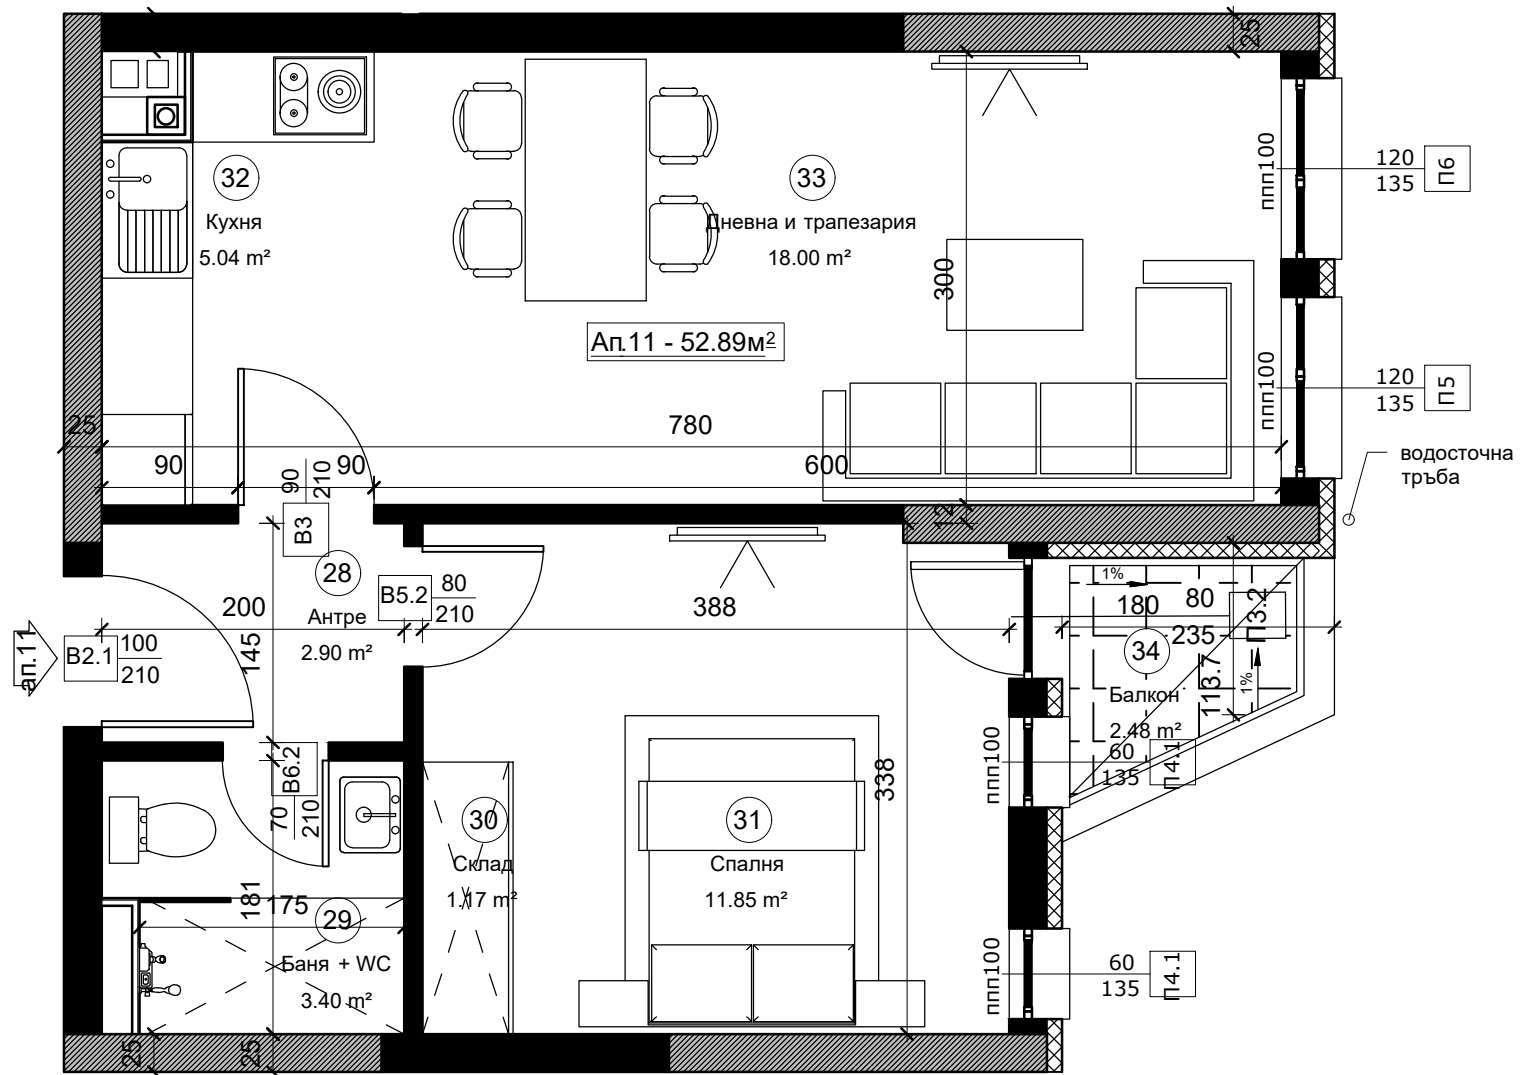 25
32
Кухня
5.04 m²
33
Дневна и трапезария
18.00 m²
300
ппп100
120
135
П6
Ап.11 - 52.89м²
ппп100
120
135
П5
25
780
90
90
600
водосточна
тръба
90
210
В3
12
28
Антре
2.90 m²
200
145
В5.2
80
210
388
1%
180
80
П3.2
235
34
113.7
1%
Балкон
2.48 m²
ап.11
В2.1
100
210
В6.2
70
210
ппп100
60
135
П4.1
338
30
Склад
1.17 m²
31
Спалня
11.85 m²
181
175
29
Баня + WC
3.40 m²
ппп100
60
135
П4.1
25
25